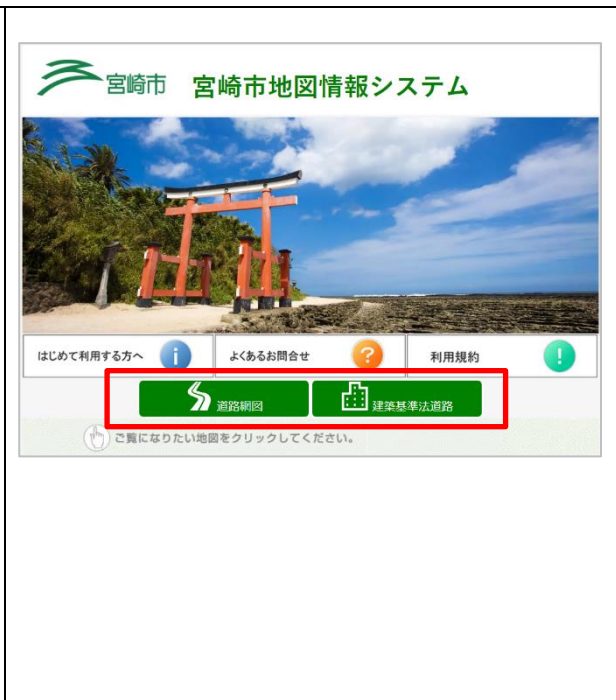 宮崎市 宮崎市地図情報システム
はじめて利用する方へ i よくあるお問合せ ? 利用規約 !
道路網図 建築基準法道路
ご覧になりたい地図をクリックしてください。